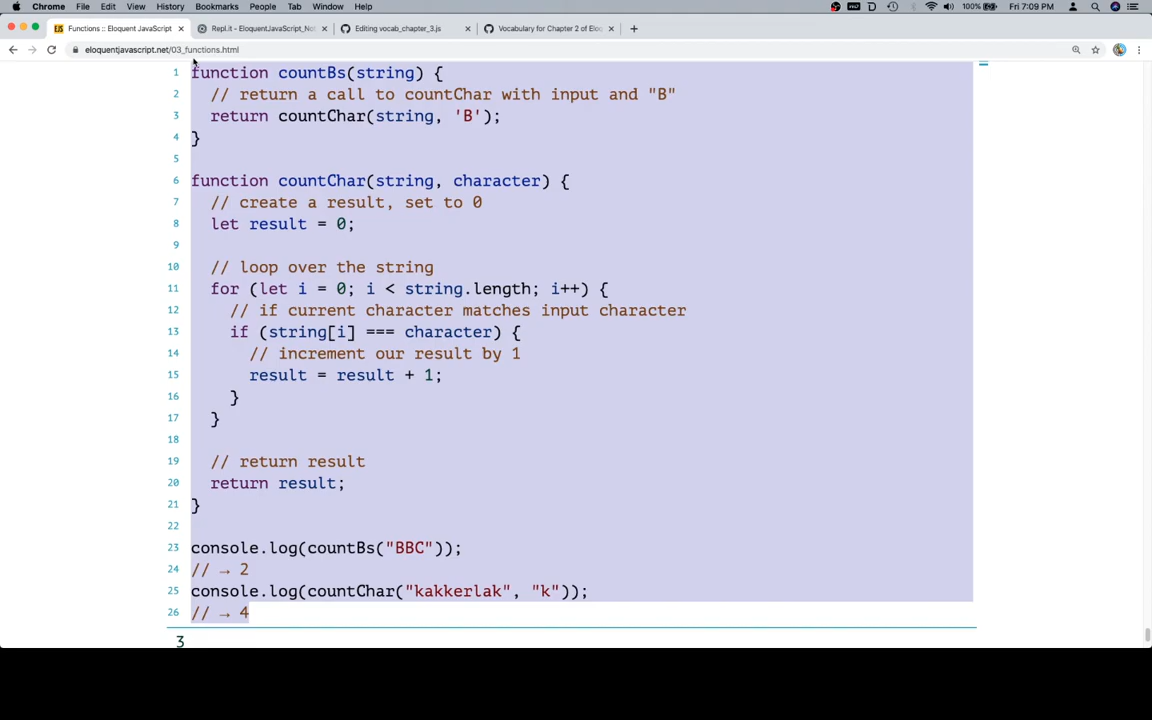 Chrome File Edit View History Bookmarks People Tab Window Help 100% Fri 7:09 PM
Functions :: Eloquent JavaScript Repl.it - EloquentJavaScript_No Editing vocab_chapter_3.js Vocabulary for Chapter 2 of Elo
eloquentjavascript.net/03_functions.html
1 function countBs(string) {
2 // return a call to countChar with input and "B"
3 return countChar(string, 'B');
4 }
5
6 function countChar(string, character) {
7 // create a result, set to 0
8 let result = 0;
9
10 // loop over the string
11 for (let i = 0; i < string.length; i++) {
12 // if current character matches input character
13 if (string[i] === character) {
14 // increment our result by 1
15 result = result + 1;
16 }
17 }
18
19 // return result
20 return result;
21 }
22
23 console.log(countBs("BBC"));
24 // → 2
25 console.log(countChar("kakkerlak", "k"));
26 // → 4
3